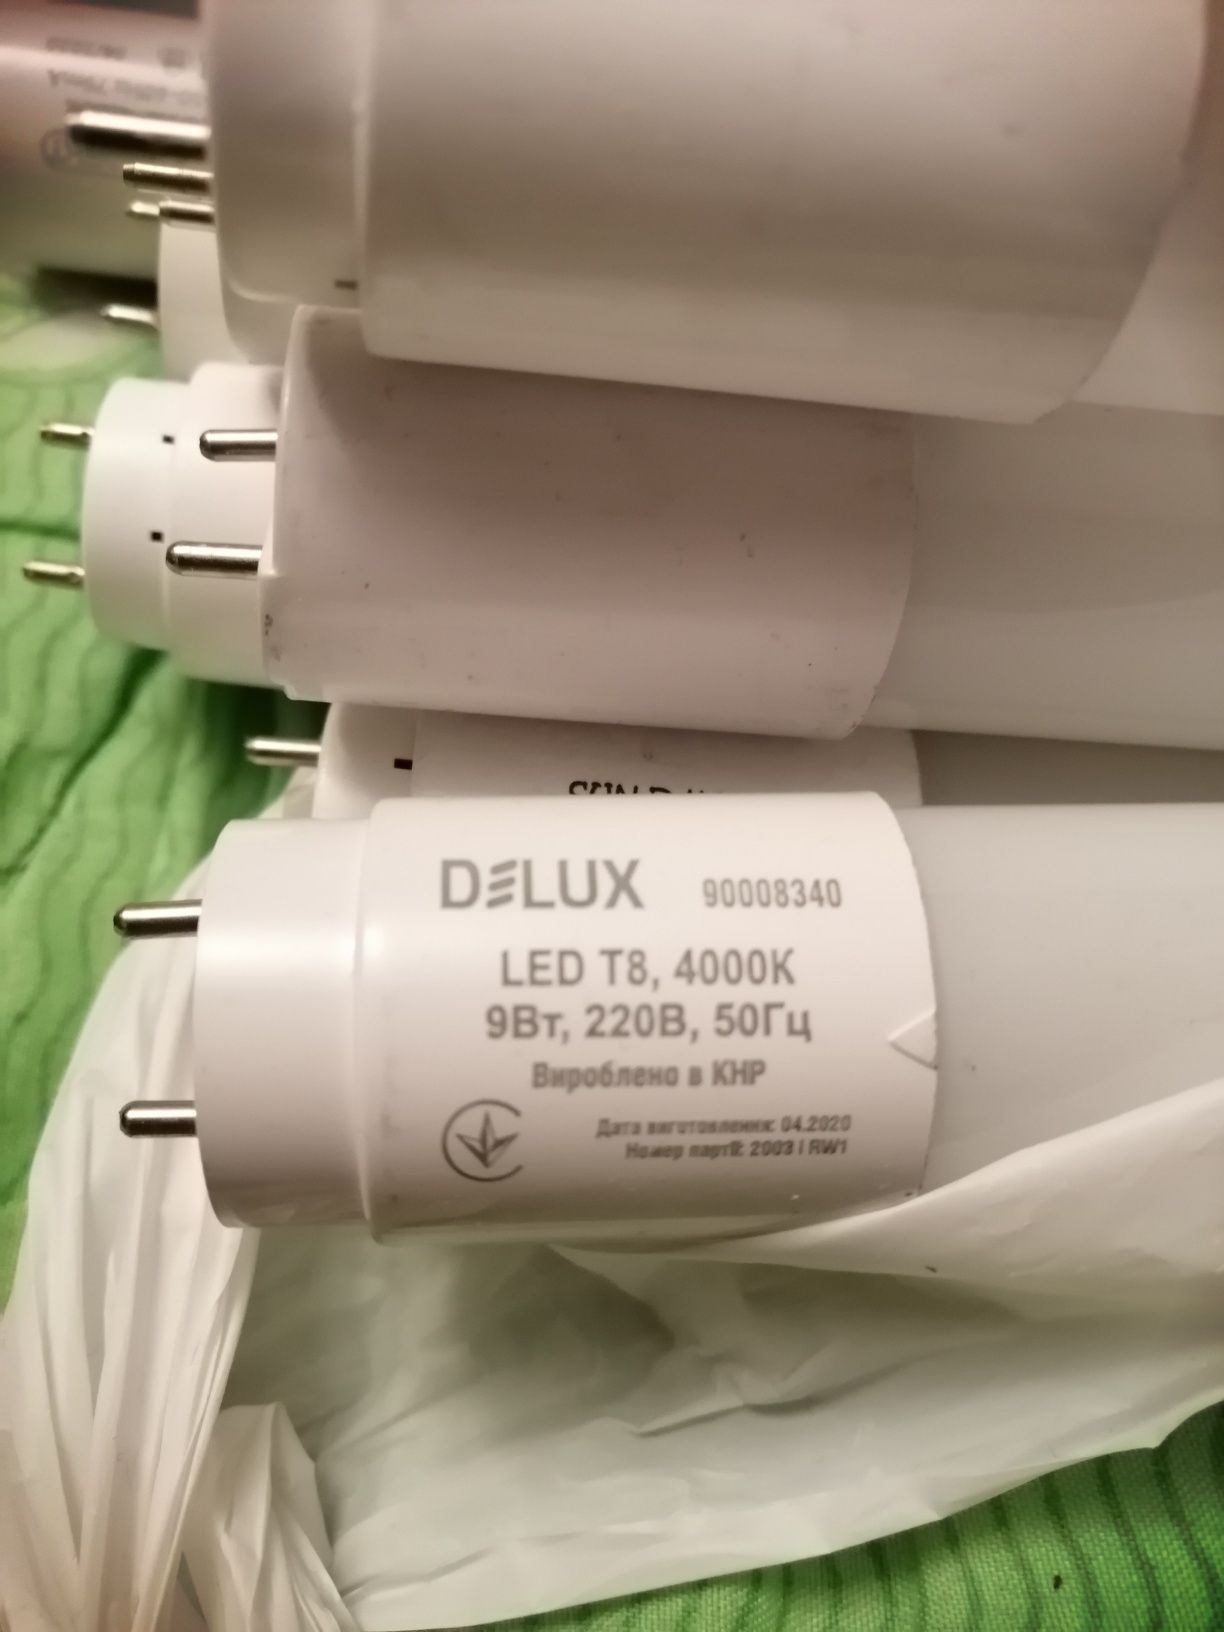 DELUX 90008340
LED T8, 4000K
9Вт, 220В, 50Гц
Вироблено в КНР
Дата виготовлення: 04.2020
Номер партії: 2003 / RW1